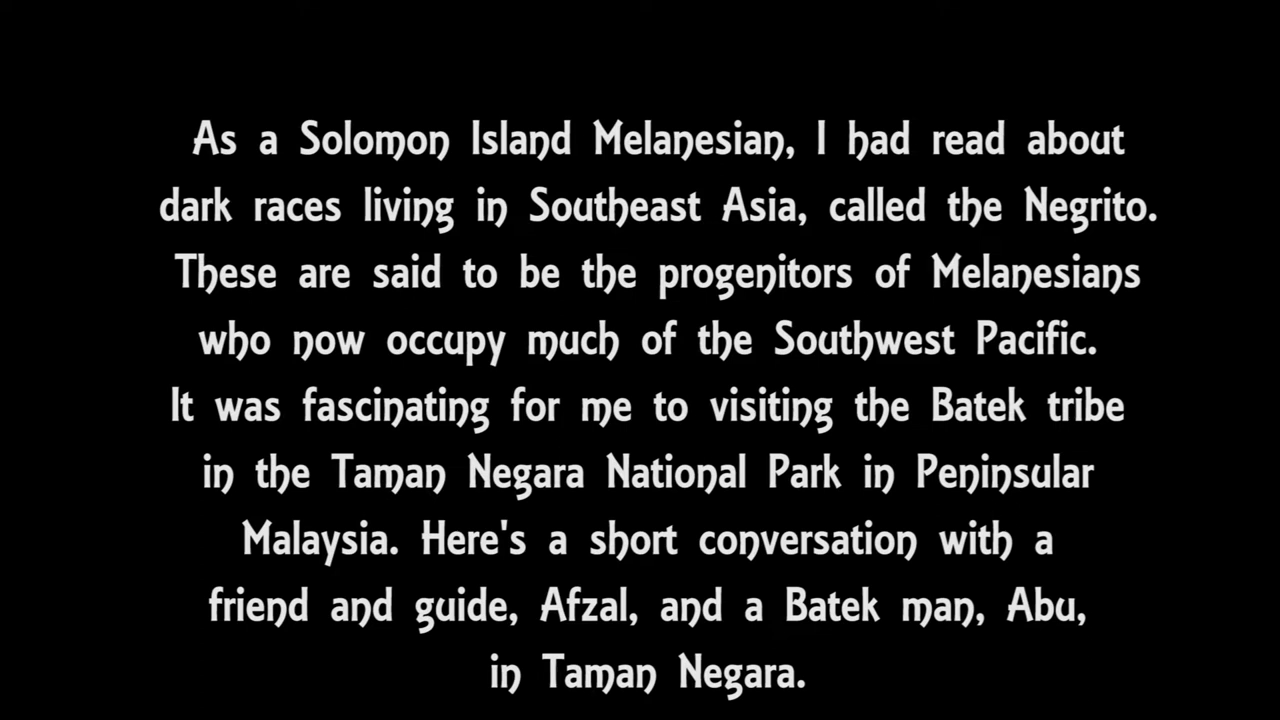 As a Solomon Island Melanesian, I had read about
dark races living in Southeast Asia, called the Negrito.
These are said to be the progenitors of Melanesians
who now occupy much of the Southwest Pacific.
It was fascinating for me to visiting the Batek tribe
in the Taman Negara National Park in Peninsular
Malaysia. Here's a short conversation with a
friend and guide, Afzal, and a Batek man, Abu,
in Taman Negara.